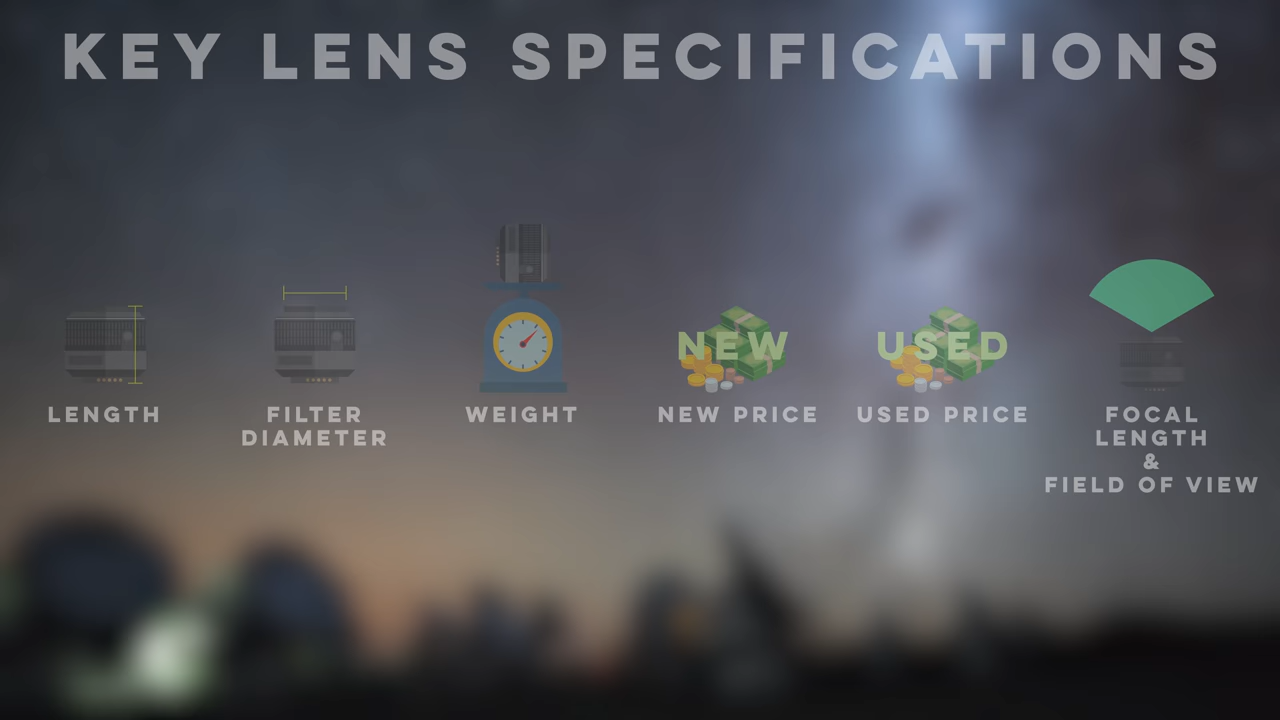 KEY LENS SPECIFICATIONS
NEW
USED
LENGTH
FILTER
DIAMETER
WEIGHT
NEW PRICE
USED PRICE
FOCAL
LENGTH
&
FIELD OF VIEW